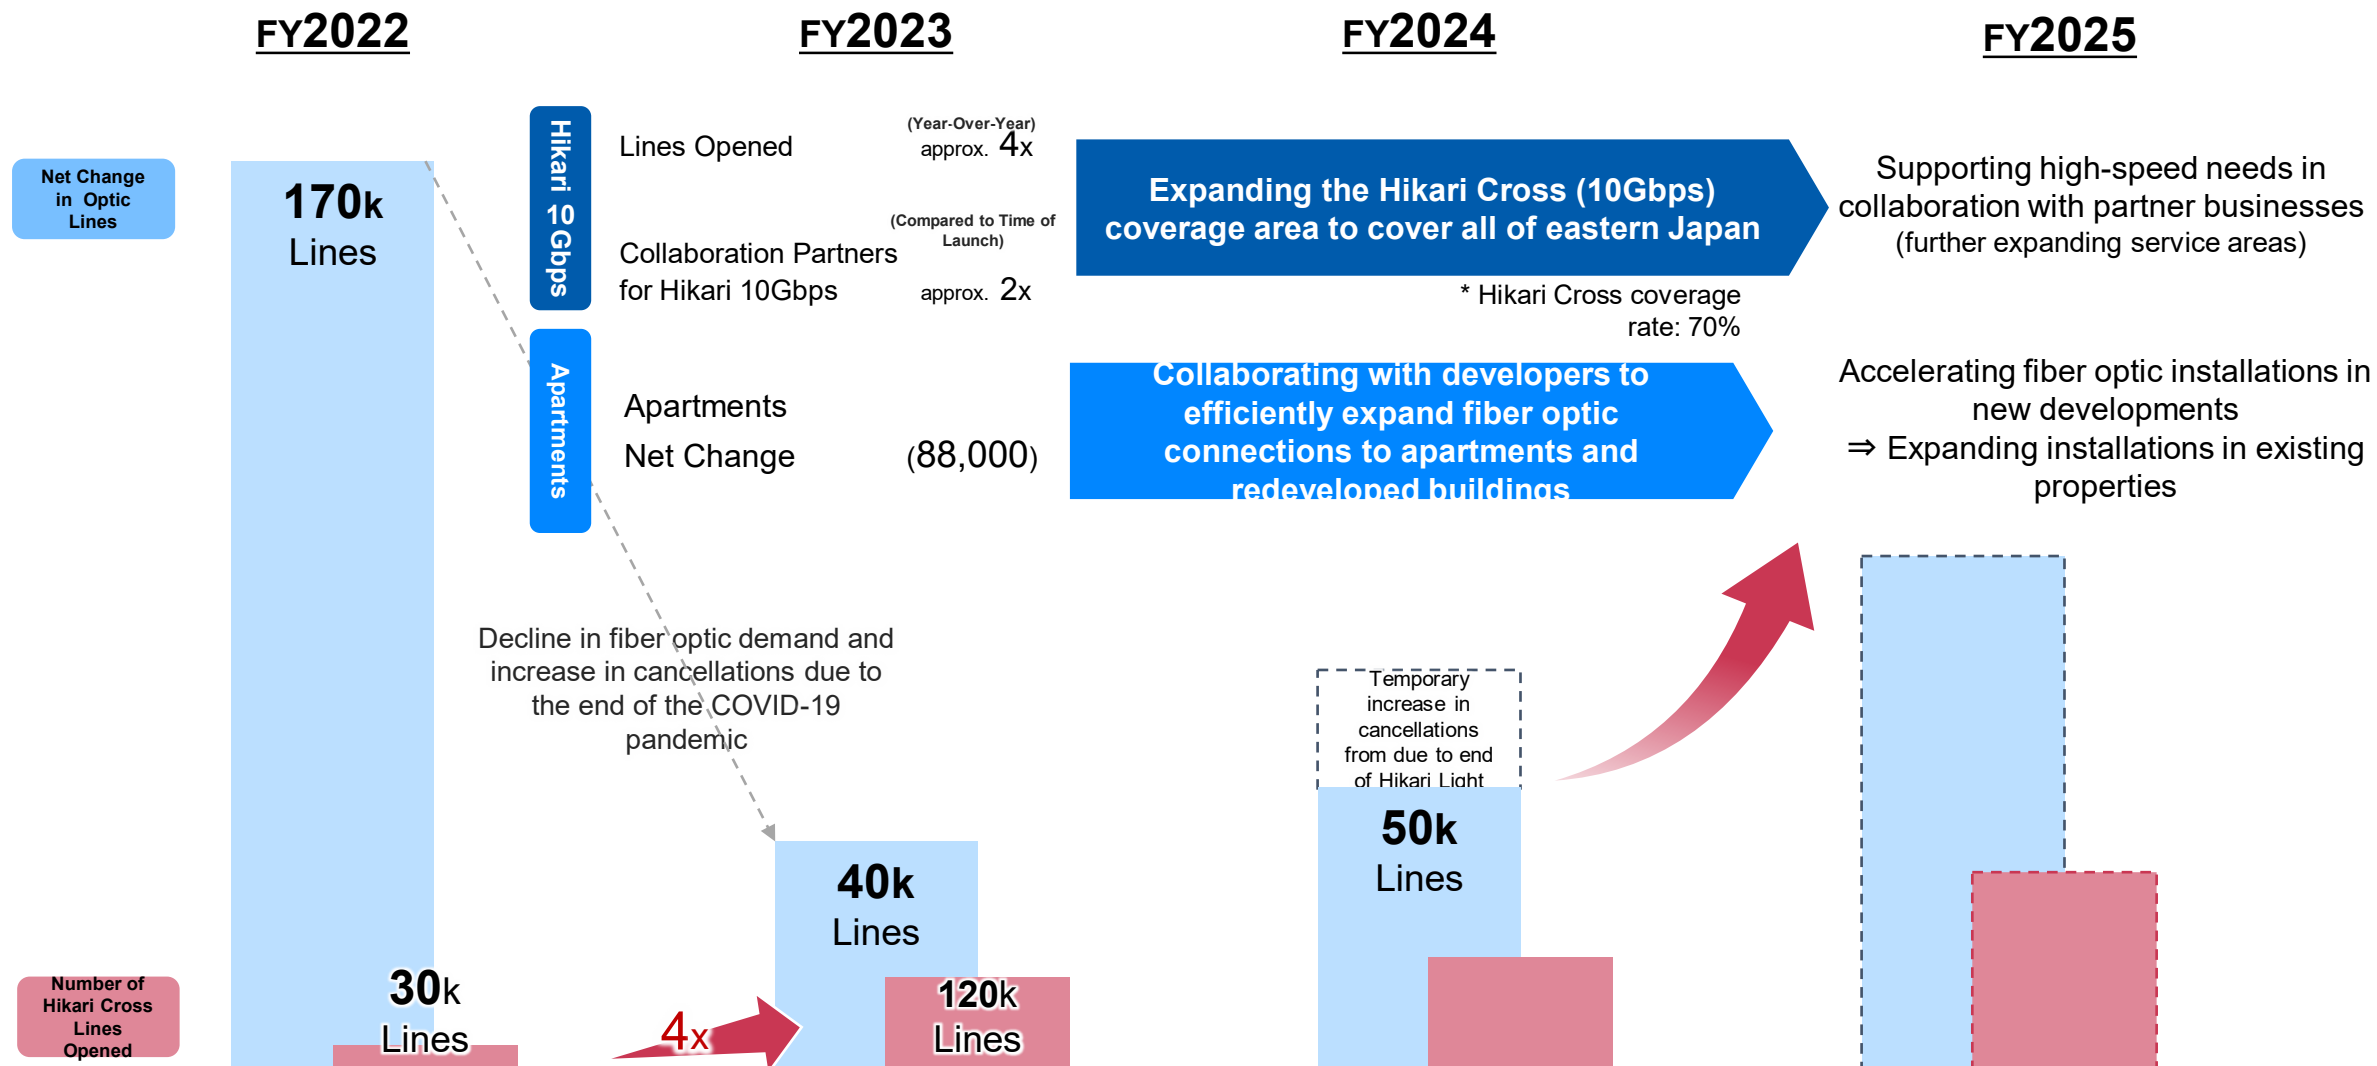 FY2022
FY2023
FY2024
FY2025
Net Change
in Optic
Lines
170k
Lines
Hikari 10 Gbps
Lines Opened
(Year-Over-Year)
approx. 4x
Collaboration Partners
for Hikari 10Gbps
(Compared to Time of
Launch)
approx. 2x
Expanding the Hikari Cross (10Gbps)
coverage area to cover all of eastern Japan
* Hikari Cross coverage
rate: 70%
Supporting high-speed needs in
collaboration with partner businesses
(further expanding service areas)
Apartments
Apartments
Net Change
(88,000)
Collaborating with developers to
efficiently expand fiber optic
connections to apartments and
redeveloped buildings
Accelerating fiber optic installations in
new developments
⇒ Expanding installations in existing
properties
Decline in fiber optic demand and
increase in cancellations due to
the end of the COVID-19
pandemic
Temporary
increase in
cancellations
from due to end
of Hikari Light
40k
Lines
50k
Lines
Number of
Hikari Cross
Lines
Opened
30k
Lines
4x
120k
Lines